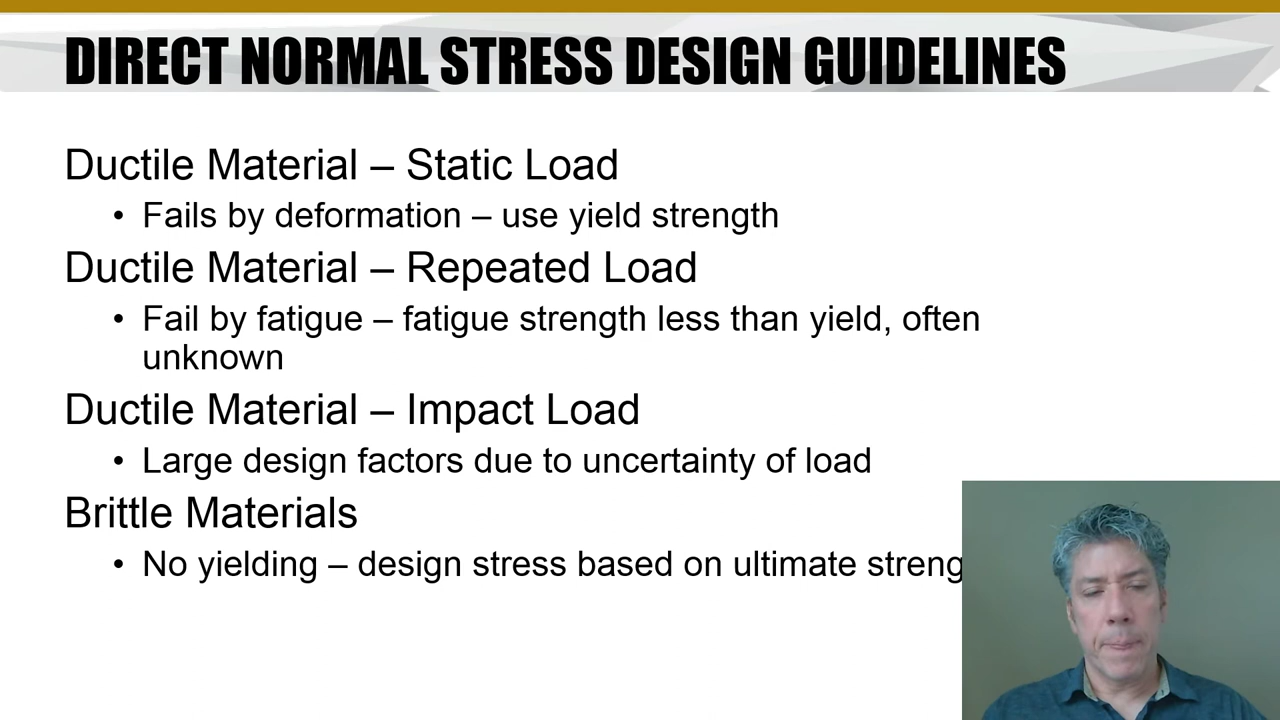 DIRECT NORMAL STRESS DESIGN GUIDELINES
Ductile Material – Static Load
• Fails by deformation – use yield strength
Ductile Material – Repeated Load
• Fail by fatigue – fatigue strength less than yield, often
unknown
Ductile Material – Impact Load
• Large design factors due to uncertainty of load
Brittle Materials
• No yielding – design stress based on ultimate streng